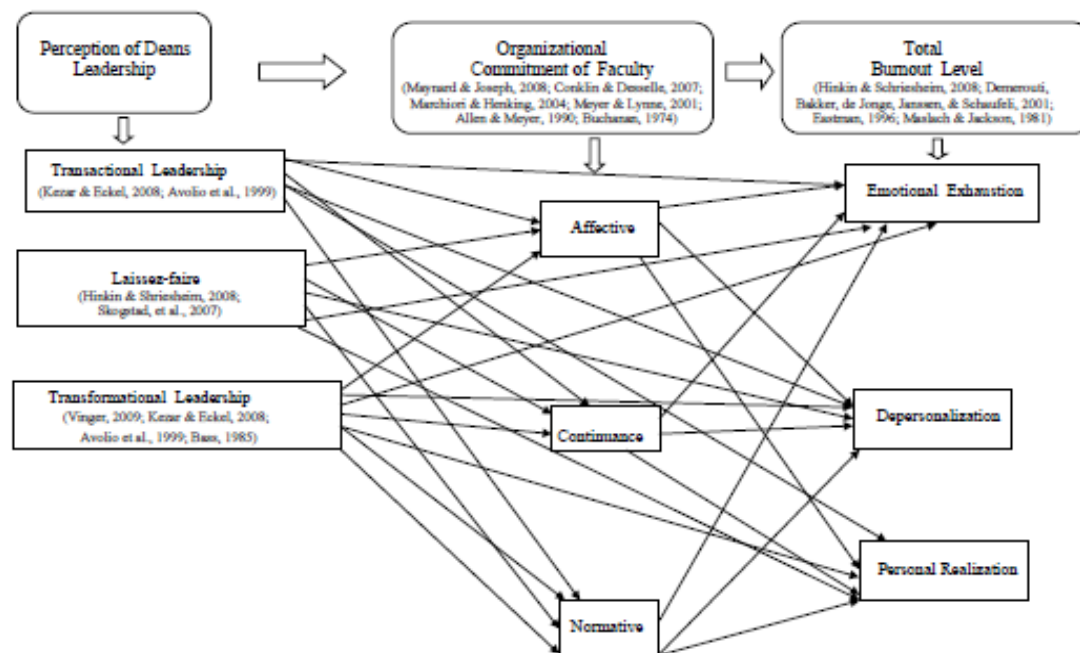 Perception of Deans
Leadership
Organizational
Commitment of Faculty
(Maynard & Joseph, 2008; Conklin & Desselle, 2007;
Marchiori & Henking, 2004; Meyer & Lynne, 2001;
Allen & Meyer, 1990; Buchanan, 1974)
Total
Burnout Level
(Hinkin & Schriesheim, 2008; Demerouti,
Bakker, de Jonge, Janssen, & Schaufeli, 2001;
Eastman, 1996; Maslach & Jackson, 1981)
Transactional Leadership
(Kezar & Eckel, 2008; Avolio et al., 1999)
Affective
Emotional Exhaustion
Laissez-faire
(Hinkin & Shriesheim, 2008;
Skogstad, et al., 2007)
Transformational Leadership
(Vinger, 2009; Kezar & Eckel, 2008;
Avolio et al., 1999; Bass, 1985)
Continuance
Depersonalization
Personal Realization
Normative